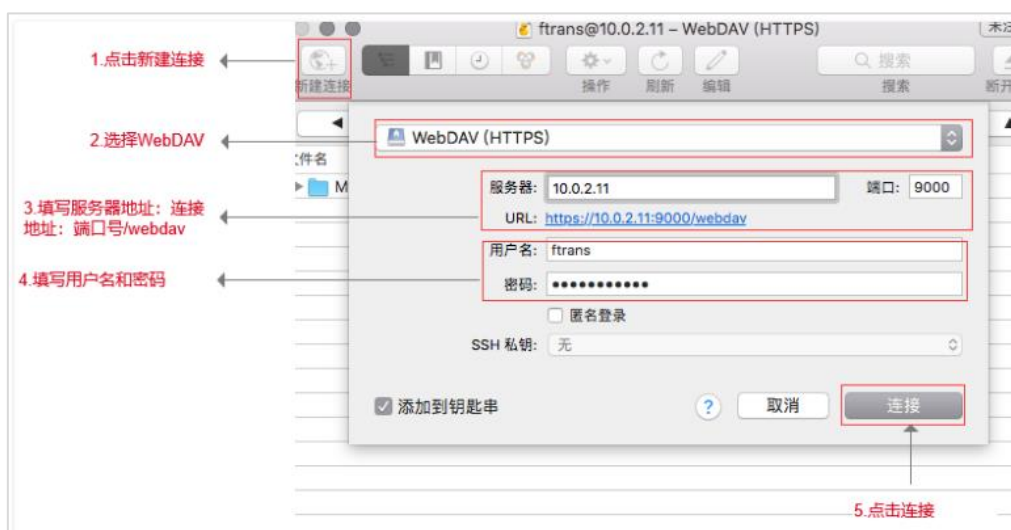 ftrans@10.0.2.11 – WebDAV (HTTPS)
1.点击新建连接
搜索
新建连接
操作
刷新
编辑
搜索
断开
2.选择WebDAV
WebDAV (HTTPS)
文件名
M
服务器: 10.0.2.11
端口: 9000
3.填写服务器地址：连接
地址：端口号/webdav
URL: https://10.0.2.11:9000/webdav
用户名: ftrans
4.填写用户名和密码
密码: ●●●●●●●●●●●
匿名登录
SSH 私钥: 无
添加到钥匙串
?
取消
连接
5.点击连接